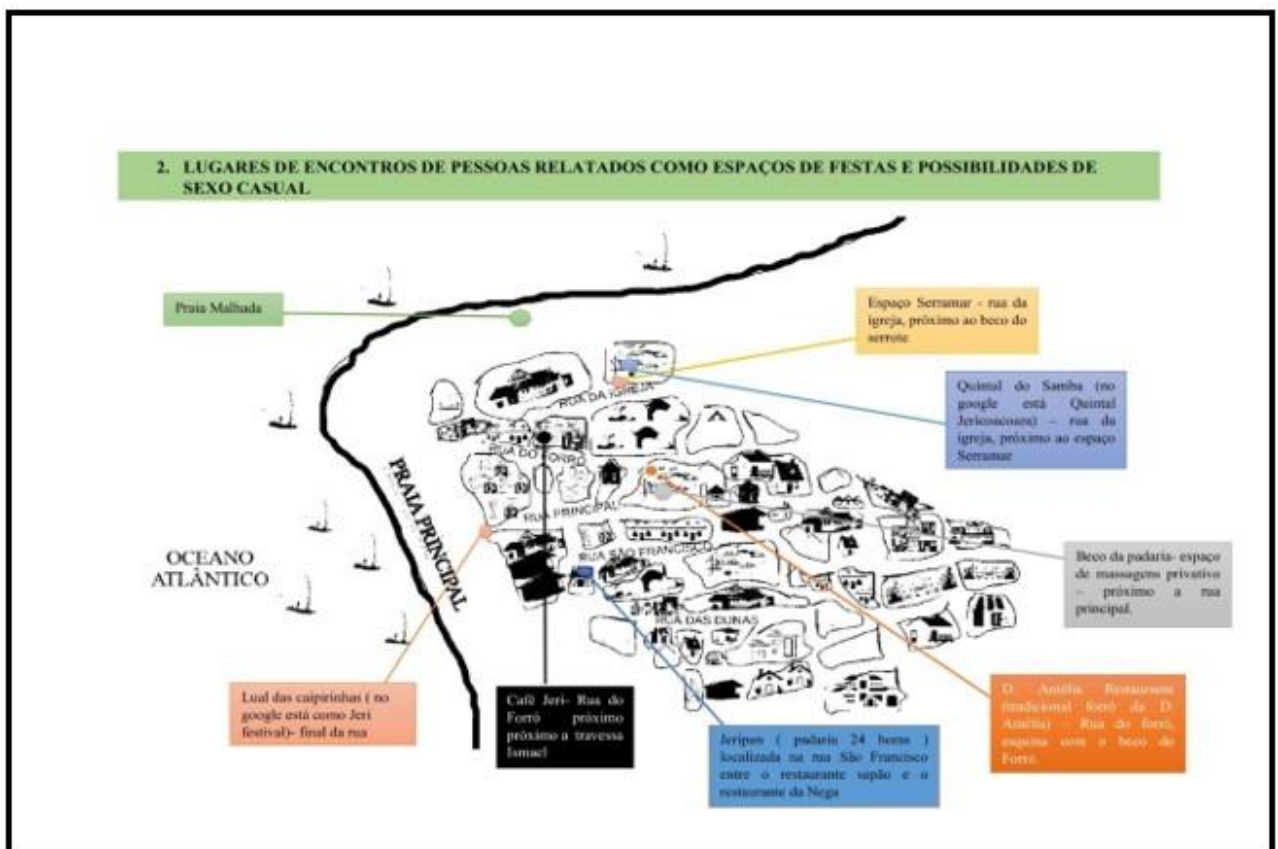 2. LUGARES DE ENCONTROS DE PESSOAS RELATADOS COMO ESPAÇOS DE FESTAS E POSSIBILIDADES DE
SEXO CASUAL
Praia Malhada
Espaço Serramar - rua da
igreja, próximo ao beco do
serrote
Quintal do Samba (no
google está Quintal
Jericoacoara) – rua da
igreja, próximo ao espaço
Serramar
RUA DA IGREJA
RUA DO FORRÓ
RUA PRINCIPAL
RUA SÃO FRANCISCO
RUA DAS DUNAS
PRAIA PRINCIPAL
OCEANO
ATLÂNTICO
Beco da padaria- espaço
de massagens privativo
– próximo a rua
principal.
Lual das caipirinhas ( no
google está como Jeri
festival)- final da rua
Café Jeri- Rua do
Forró próximo
próximo a travessa
Ismael
Jeripan ( padaria 24 horas )
localizada na rua São Francisco
entre o restaurante sapão e o
restaurante da Nega
D. Amélia Restaurante
(tradicional forró da D.
Amélia) – Rua do forró,
esquina com o beco do
Forró.